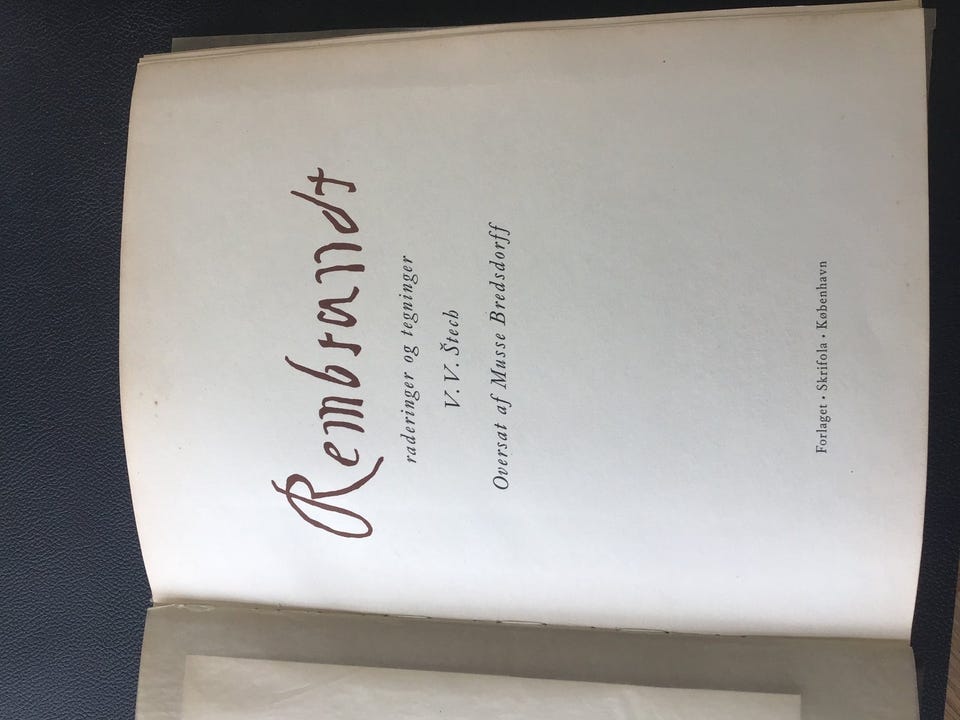 Rembrandt
raderinger og tegninger
V. V. Štech
Oversat af Musse Bredsdorff
Forlaget • Skrifola • København